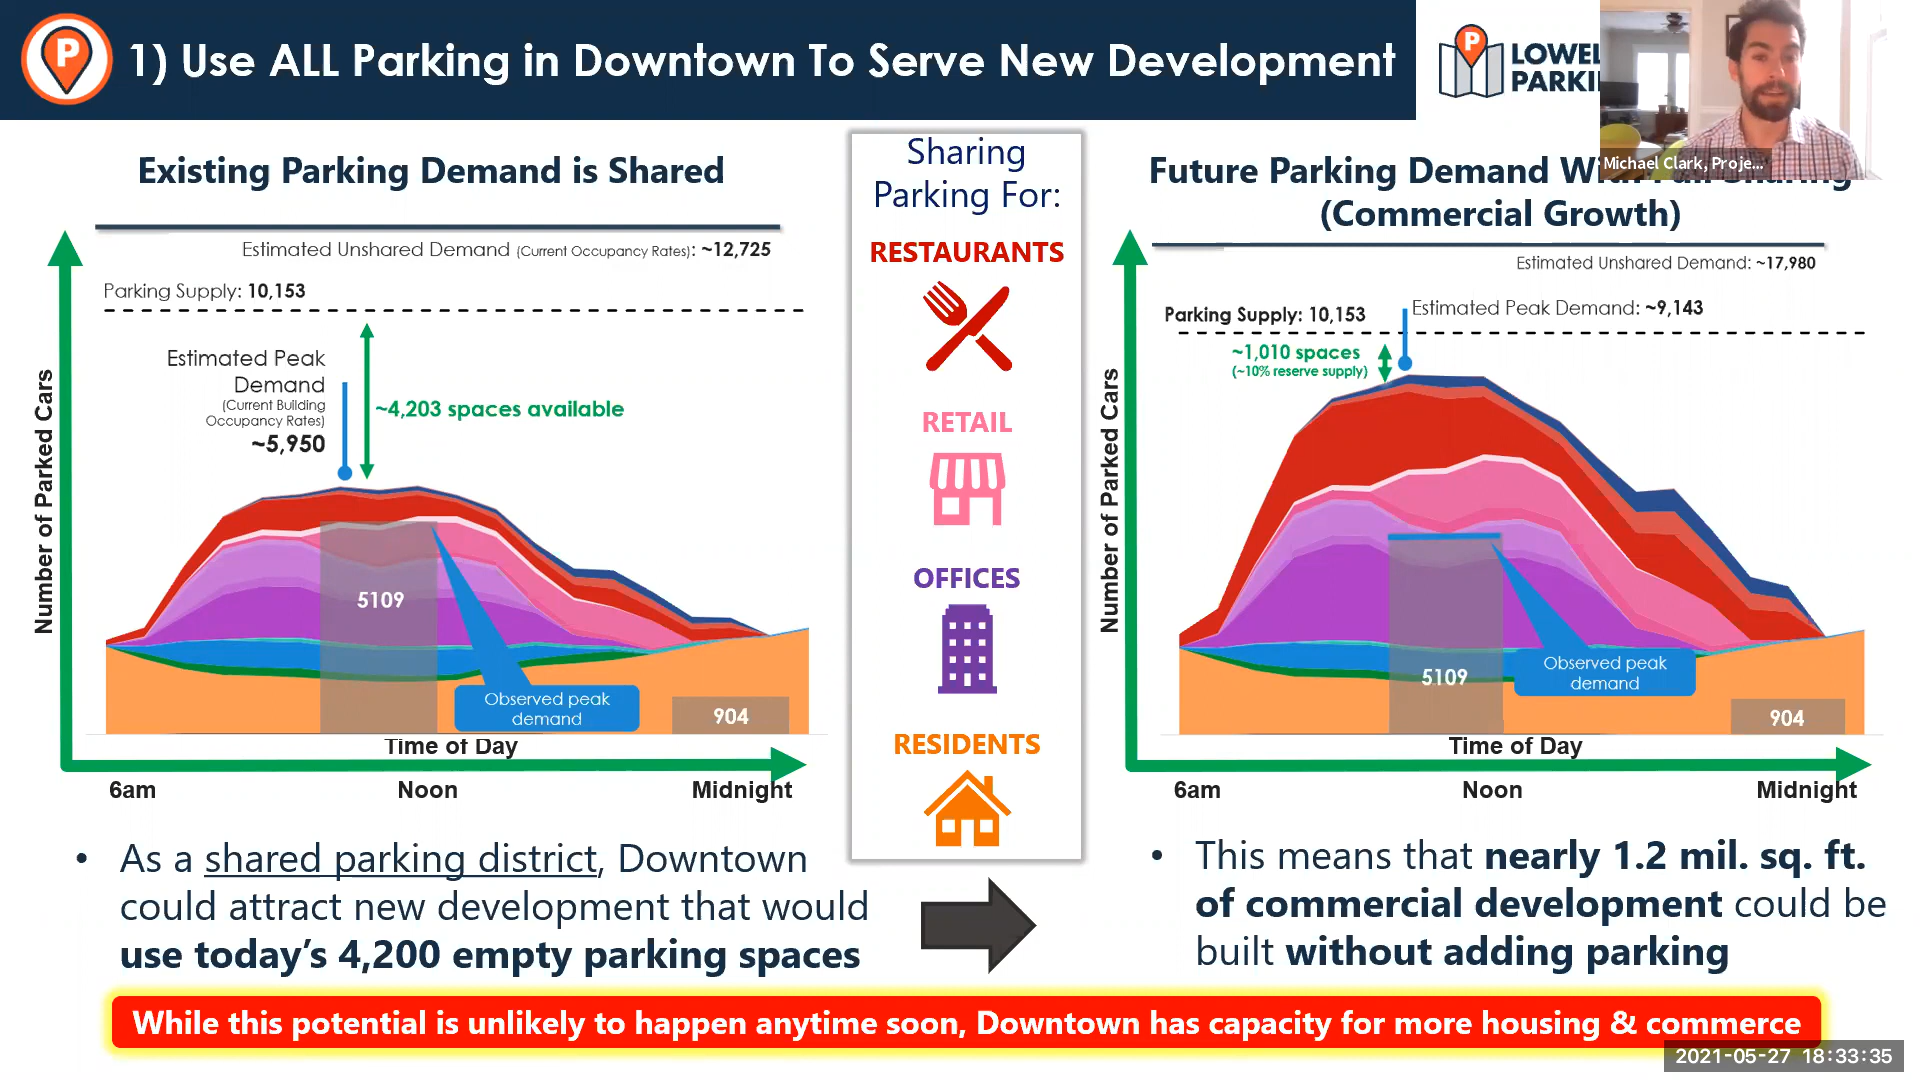 P
1) Use ALL Parking in Downtown To Serve New Development
P
LOWEL
PARKI
Michael Clark, Proje...
Existing Parking Demand is Shared
Estimated Unshared Demand (Current Occupancy Rates): ~12,725
Parking Supply: 10,153
Estimated Peak
Demand
(Current Building
Occupancy Rates)
~5,950
~4,203 spaces available
Number of Parked Cars
5109
Observed peak
demand
904
Time of Day
6am
Noon
Midnight
Sharing
Parking For:
RESTAURANTS
RETAIL
OFFICES
RESIDENTS
Future Parking Demand With Full Sharing
(Commercial Growth)
Estimated Unshared Demand: ~17,980
Parking Supply: 10,153
Estimated Peak Demand: ~9,143
~1,010 spaces
(~10% reserve supply)
Number of Parked Cars
5109
Observed peak
demand
904
Time of Day
6am
Noon
Midnight
• As a shared parking district, Downtown
could attract new development that would
use today's 4,200 empty parking spaces
• This means that nearly 1.2 mil. sq. ft.
of commercial development could be
built without adding parking
While this potential is unlikely to happen anytime soon, Downtown has capacity for more housing & commerce
2021-05-27 18:33:35